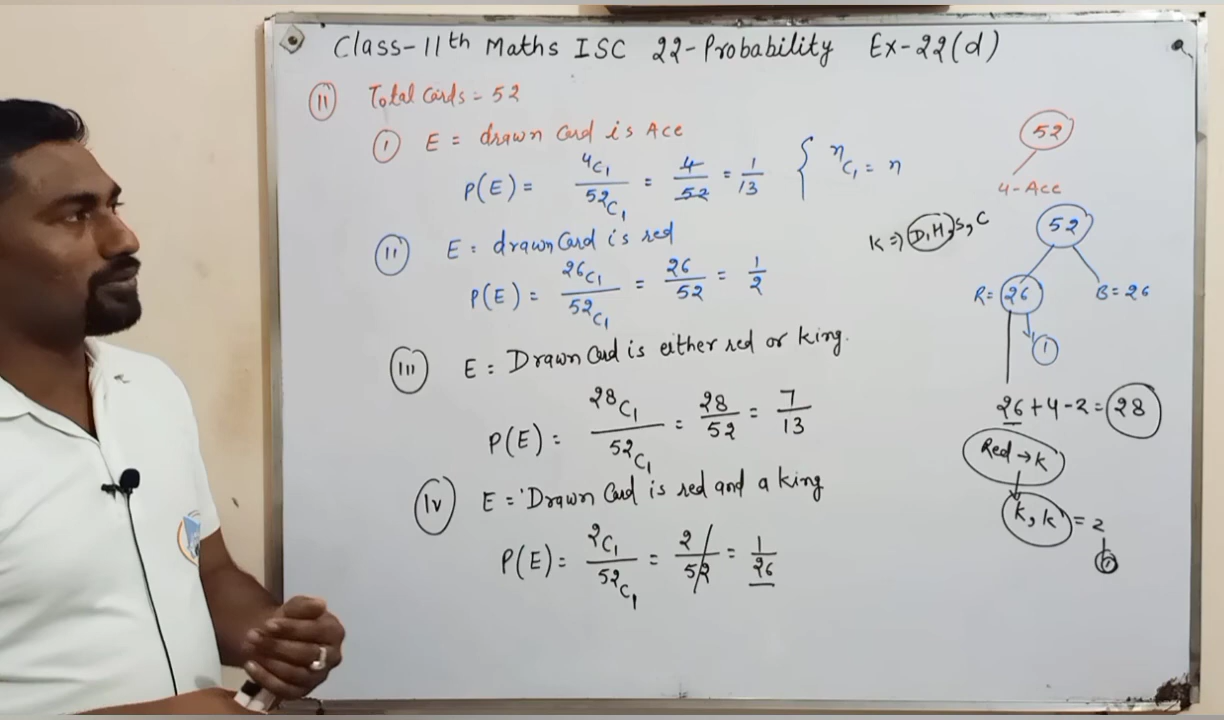 Class-11th Maths ISC 22-Probability Ex-22(d)
11 Total Cards = 52
I E = drawn Card is Ace
P(E) = 4C1/52C1 = 4/52 = 1/13 { nC1 = n
II E = drawn Card is red
P(E) = 26C1/52C1 = 26/52 = 1/2
III E = Drawn Card is either red or king.
P(E) = 28C1/52C1 = 28/52 = 7/13
IV E = Drawn Card is red and a king
P(E) = 2C1/52C1 = 2/52 = 1/26
52
4-Ace
K => D, H, S, C
52
R = 26 B = 26
1
26+4-2 = 28
Red → K
K, K = 2